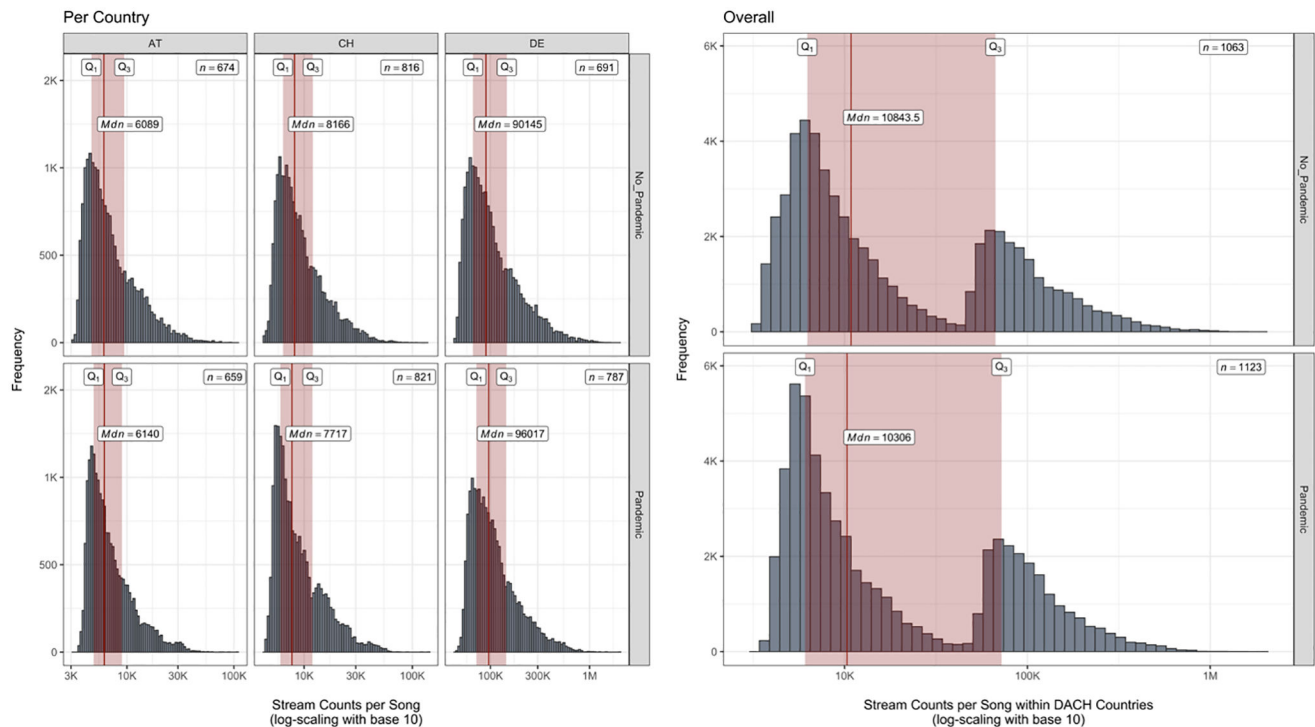 Per Country
AT CH DE
Q1 Q3 n = 674
Q1 Q3 n = 816
Q1 Q3 n = 691
2K
Mdn = 6089
Mdn = 8166
Mdn = 90145
1K
500
0
No_Pandemic
Q1 Q3 n = 659
Q1 Q3 n = 821
Q1 Q3 n = 787
2K
Mdn = 6140
Mdn = 7717
Mdn = 96017
1K
500
0
Pandemic
Frequency
3K 10K 30K 100K
10K 100K
100K 300K 1M
Stream Counts per Song
(log-scaling with base 10)
Overall
6K
Q1 Q3 n = 1063
Mdn = 10843.5
4K
2K
0
No_Pandemic
6K
Q1 Q3 n = 1123
Mdn = 10306
4K
2K
0
Pandemic
Frequency
10K 100K 1M
Stream Counts per Song within DACH Countries
(log-scaling with base 10)